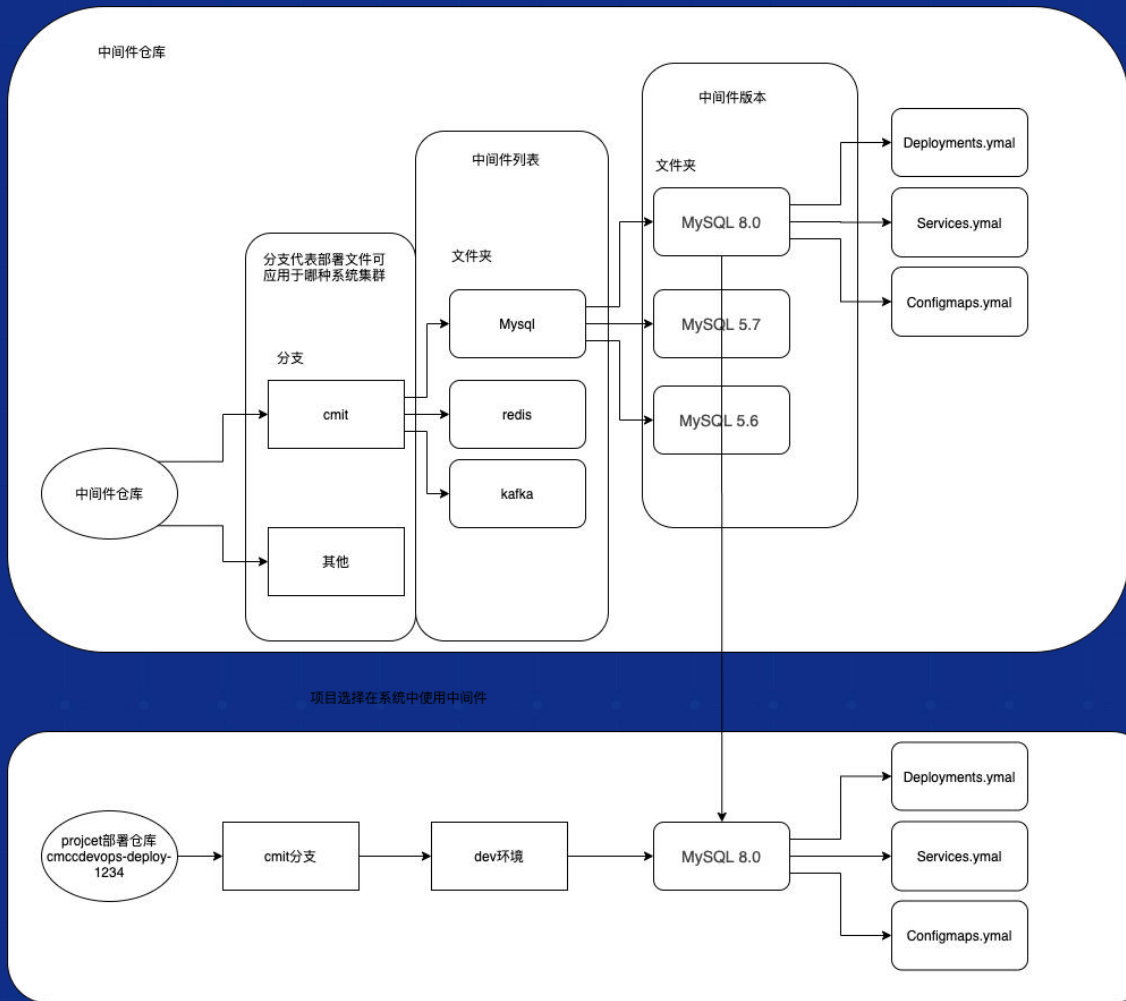 中间件仓库
中间件版本
Deployments.ymal
中间件列表
文件夹
MySQL 8.0
Services.ymal
分支代表部署文件可
应用于哪种系统集群
文件夹
Configmaps.ymal
Mysql
MySQL 5.7
分支
cmit
redis
MySQL 5.6
中间件仓库
kafka
其他
项目选择在系统中使用中间件
Deployments.ymal
projcet部署仓库
cmccdevops-deploy-
1234
cmit分支
dev环境
MySQL 8.0
Services.ymal
Configmaps.ymal